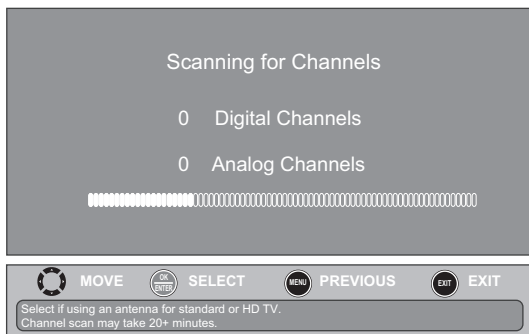 Scanning for Channels
0 Digital Channels
0 Analog Channels
MOVE OK ENTER SELECT MENU PREVIOUS EXIT EXIT
Select if using an antenna for standard or HD TV.
Channel scan may take 20+ minutes.